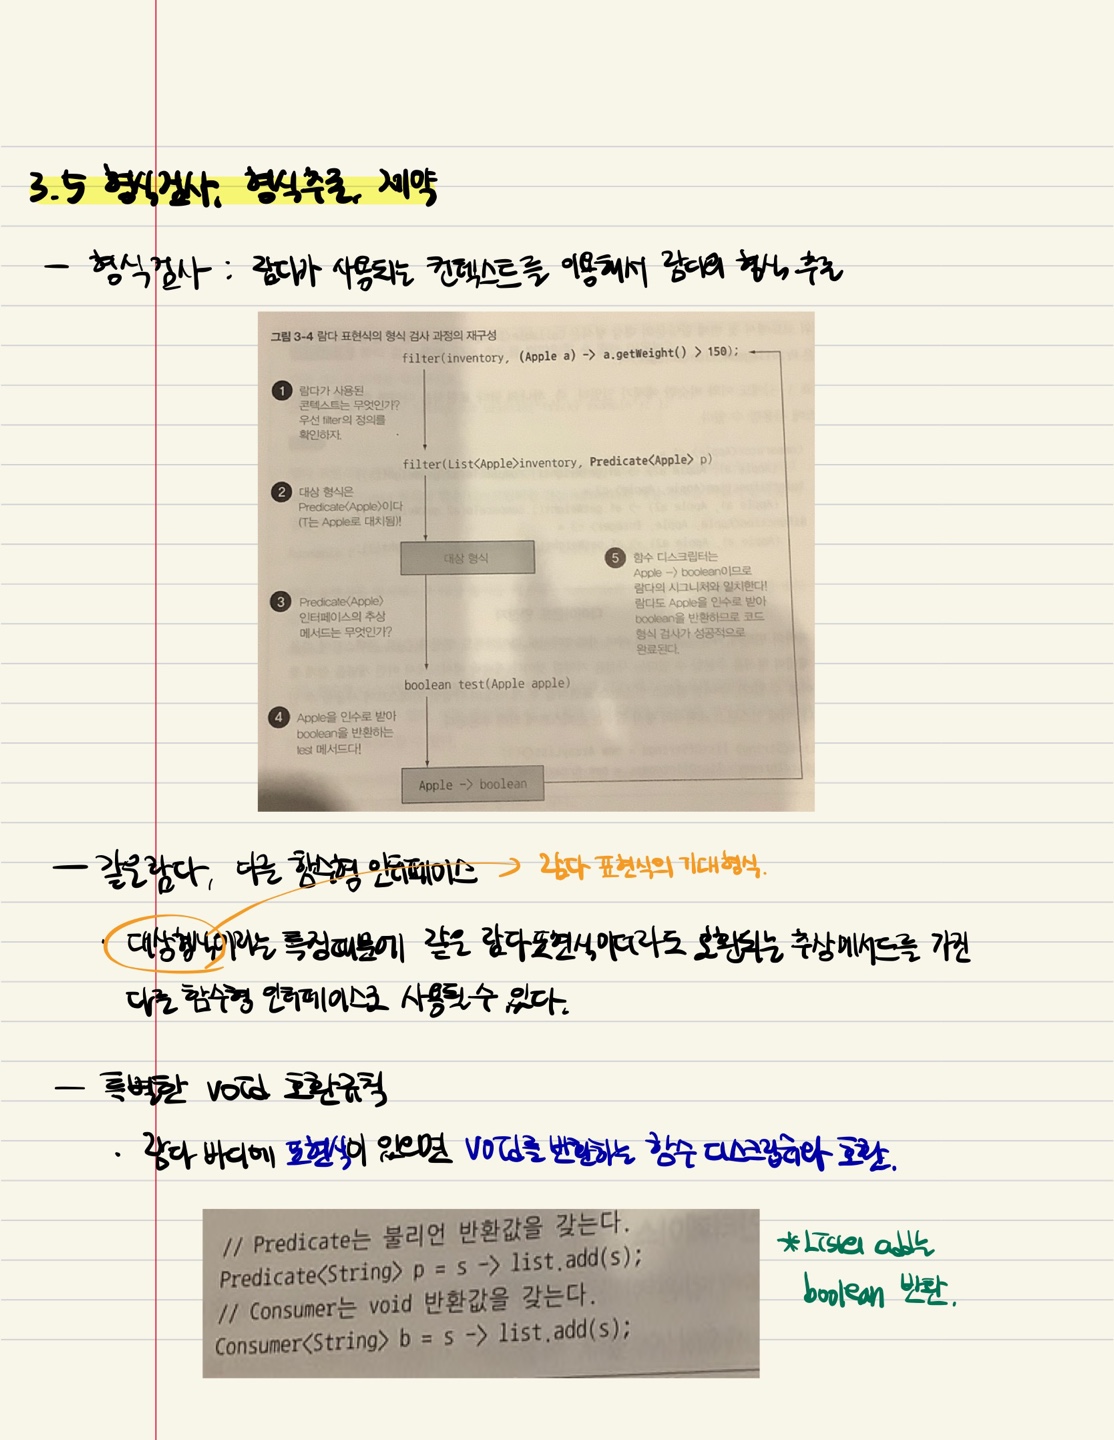 3.5 형식검사, 형식추론, 제약
- 형식검사 : 람다가 사용되는 컨텍스트를 이용해서 람다의 형식 추론
그림 3-4 람다 표현식의 형식 검사 과정의 재구성
filter(inventory, (Apple a) -> a.getWeight() > 150);
1 람다가 사용된
콘텍스트는 무엇인가?
우선 filter의 정의를
확인하자.
filter(List<Apple>inventory, Predicate<Apple> p)
2 대상 형식은
Predicate<Apple>이다
(T는 Apple로 대치됨)!
대상 형식
3 Predicate<Apple>
인터페이스의 추상
메서드는 무엇인가?
boolean test(Apple apple)
4 Apple을 인수로 받아
boolean을 반환하는
test 메서드다!
Apple -> boolean
5 함수 디스크립터는
Apple -> boolean이므로
람다의 시그니처와 일치한다!
람다도 Apple을 인수로 받아
boolean을 반환하므로 코드
형식 검사가 성공적으로
완료된다.
- 같은 람다, 다른 함수형 인터페이스 → 람다 표현식의 기대형식.
· 대상형식이라는 특징때문에 같은 람다표현식이더라도 호환되는 추상메서드를 가진
다른 함수형 인터페이스로 사용될 수 있다.
- 특별한 void 호환규칙
· 람다 바디에 표현식이 있으면 void를 반환하는 함수 디스크립터와 호환.
// Predicate는 불리언 반환값을 갖는다.
Predicate<String> p = s -> list.add(s);
// Consumer는 void 반환값을 갖는다.
Consumer<String> b = s -> list.add(s);
*List의 add는
boolean 반환.